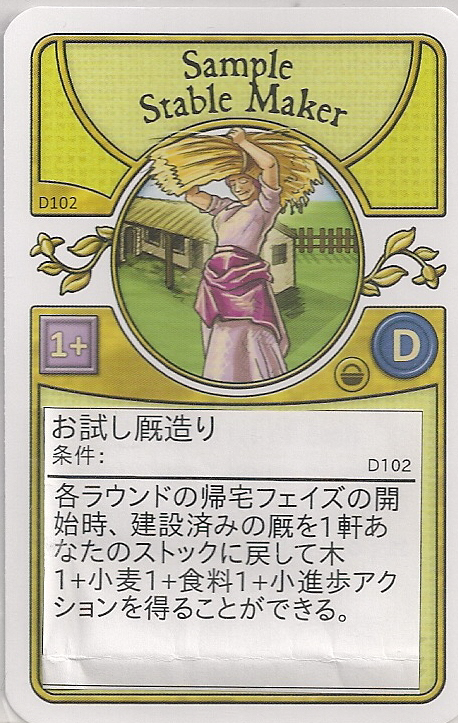 Sample
Stable Maker
D102
1+
D
お試し厩造り
条件:
D102
各ラウンドの帰宅フェイズの開
始時、建設済みの厩を1軒あ
なたのストックに戻して木
1+小麦1+食料1+小進歩アク
ションを得ることができる。